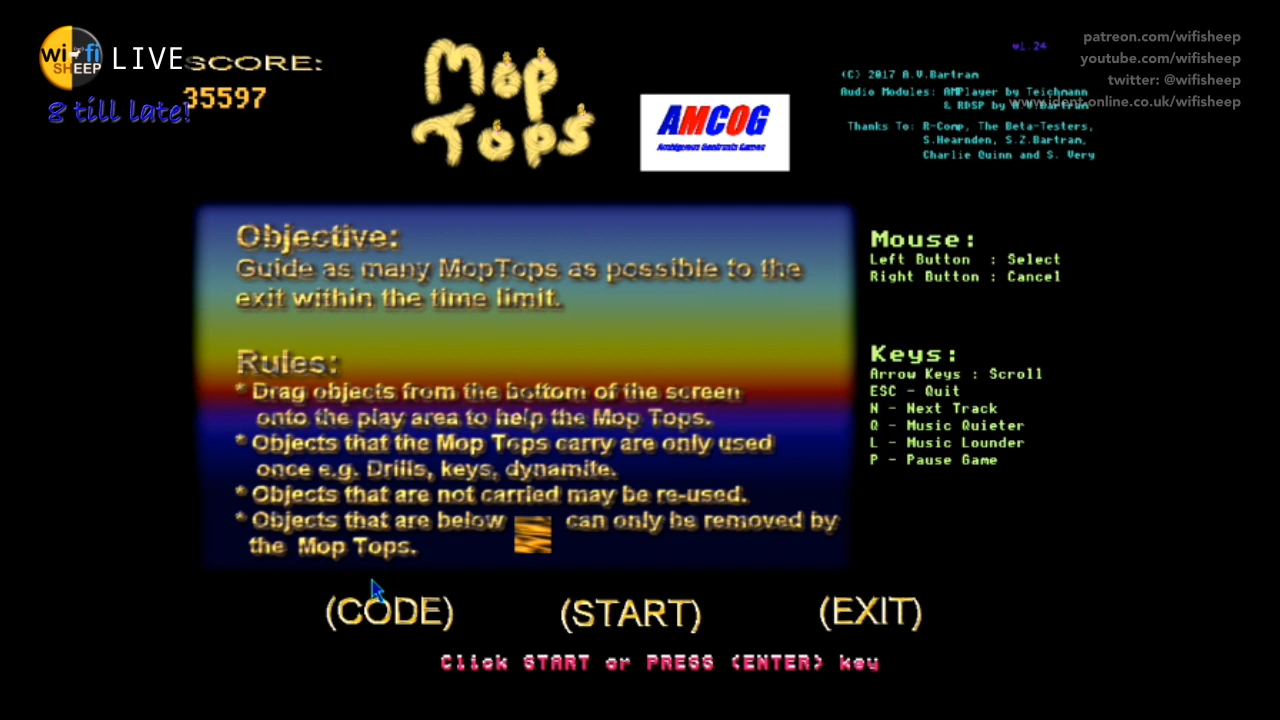 wi fi
SHEEP
LIVE
8 till late!
SCORE:
35597
Mop
Tops
AMCOG
Ambiguous Contrasts Games
v1.24
(C) 2017 A.V.Bartram
Audio Modules: AMPlayer by Teichmann
& RDSP by A.V.Bartram
Thanks To: R-Comp, The Beta-Testers,
S.Hearnden, S.Z.Bartram,
Charlie Quinn and S. Very
patreon.com/wifisheep
youtube.com/wifisheep
twitter: @wifisheep
www.ident-online.co.uk/wifisheep
Objective:
Guide as many MopTops as possible to the
exit within the time limit.
Rules:
* Drag objects from the bottom of the screen
onto the play area to help the Mop Tops.
* Objects that the Mop Tops carry are only used
once e.g. Drills, keys, dynamite.
* Objects that are not carried may be re-used.
* Objects that are below can only be removed by
the Mop Tops.
Mouse:
Left Button : Select
Right Button : Cancel
Keys:
Arrow Keys : Scroll
ESC - Quit
N - Next Track
Q - Music Quieter
L - Music Lounder
P - Pause Game
(CODE) (START) (EXIT)
Click START or PRESS <ENTER> key